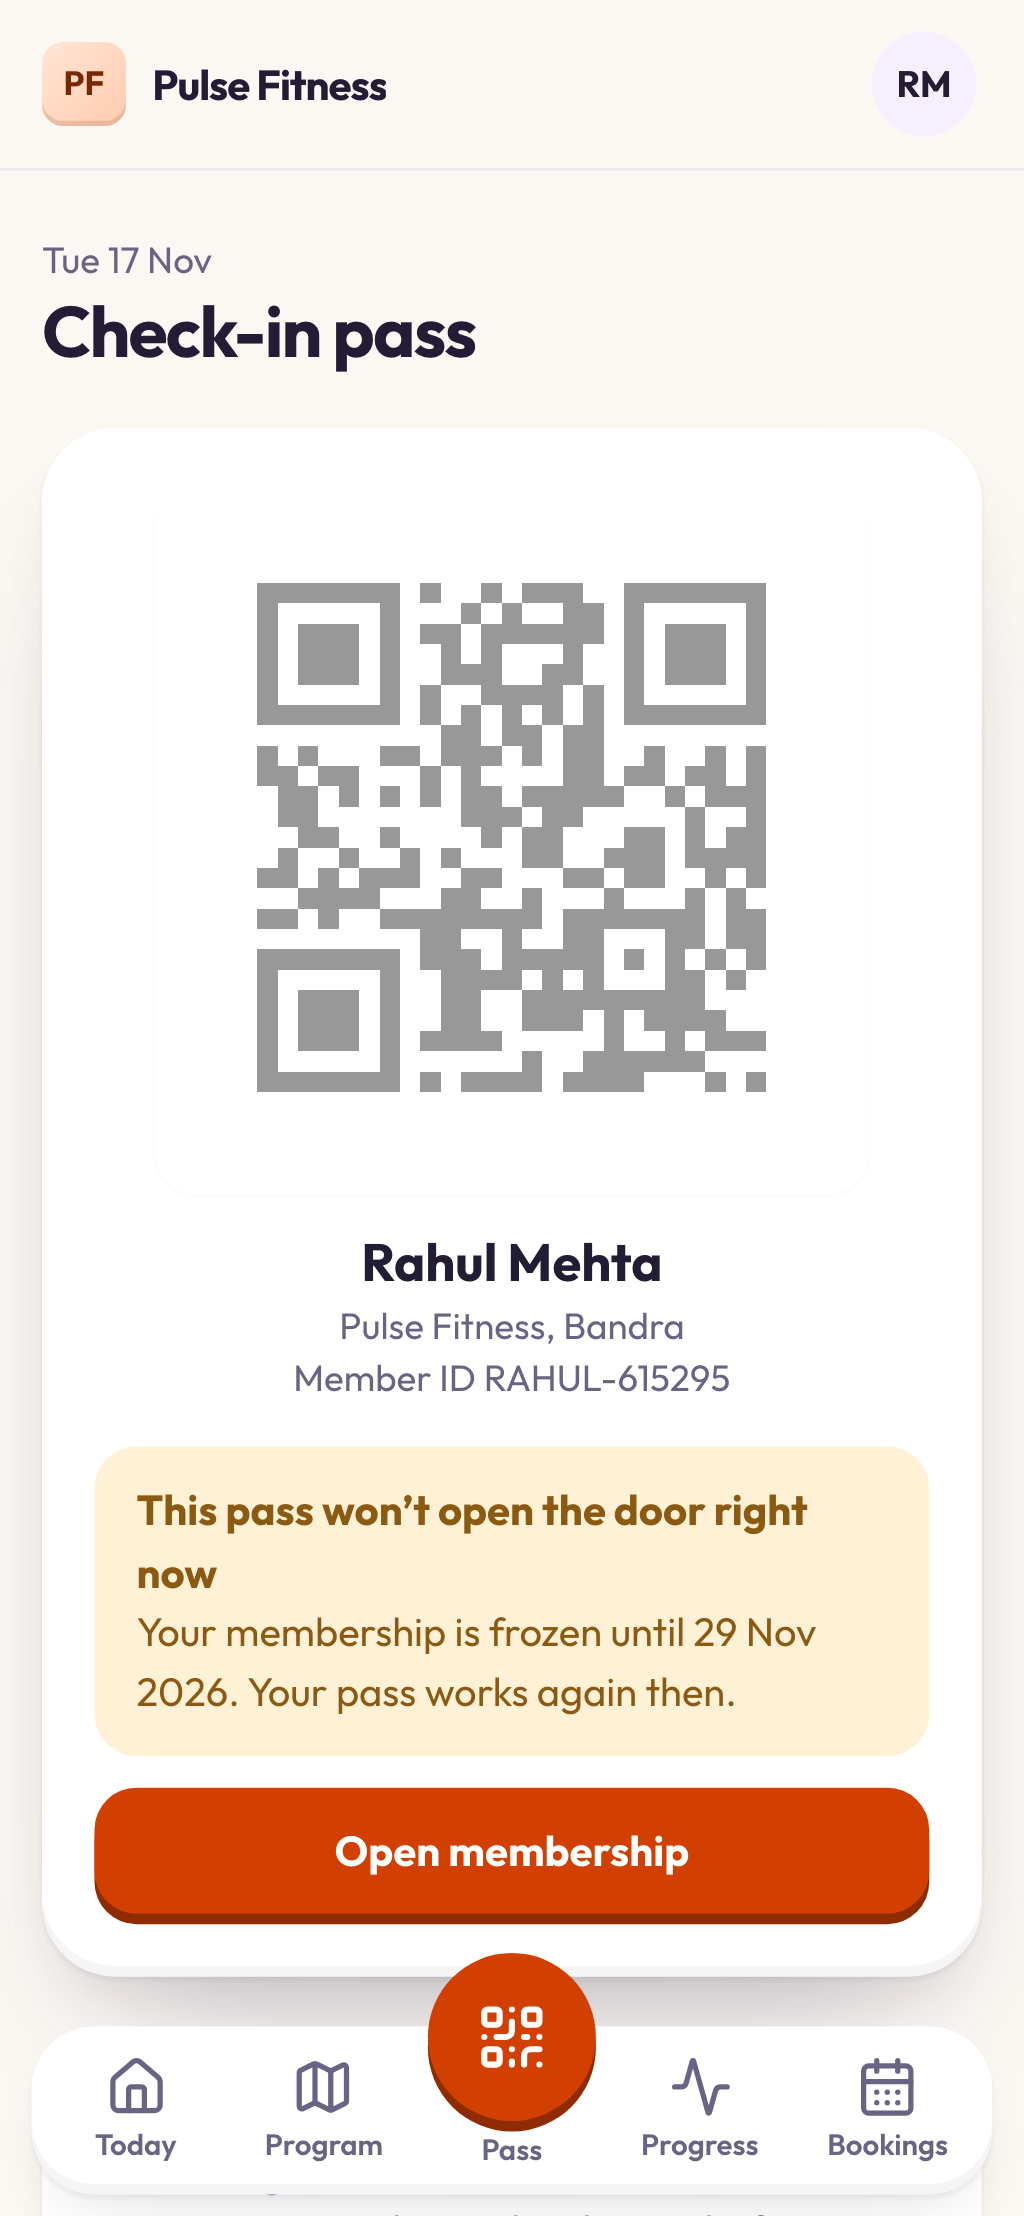 PF
Pulse Fitness
RM
Tue 17 Nov
Check-in pass
Rahul Mehta
Pulse Fitness, Bandra
Member ID RAHUL-615295
This pass won’t open the door right
now
Your membership is frozen until 29 Nov
2026. Your pass works again then.
Open membership
Today
Program
Pass
Progress
Bookings